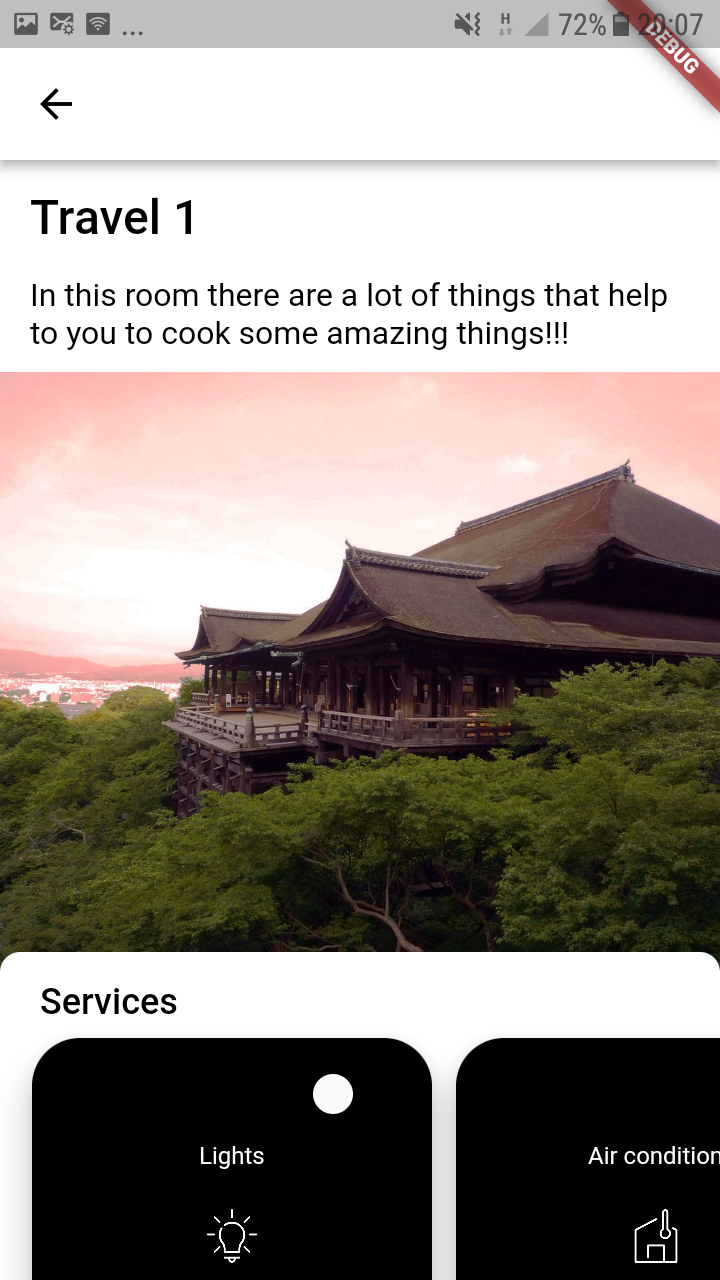 ... H 72% 20:07
DEBUG
Travel 1
In this room there are a lot of things that help
to you to cook some amazing things!!!
Services
Lights
Air condition